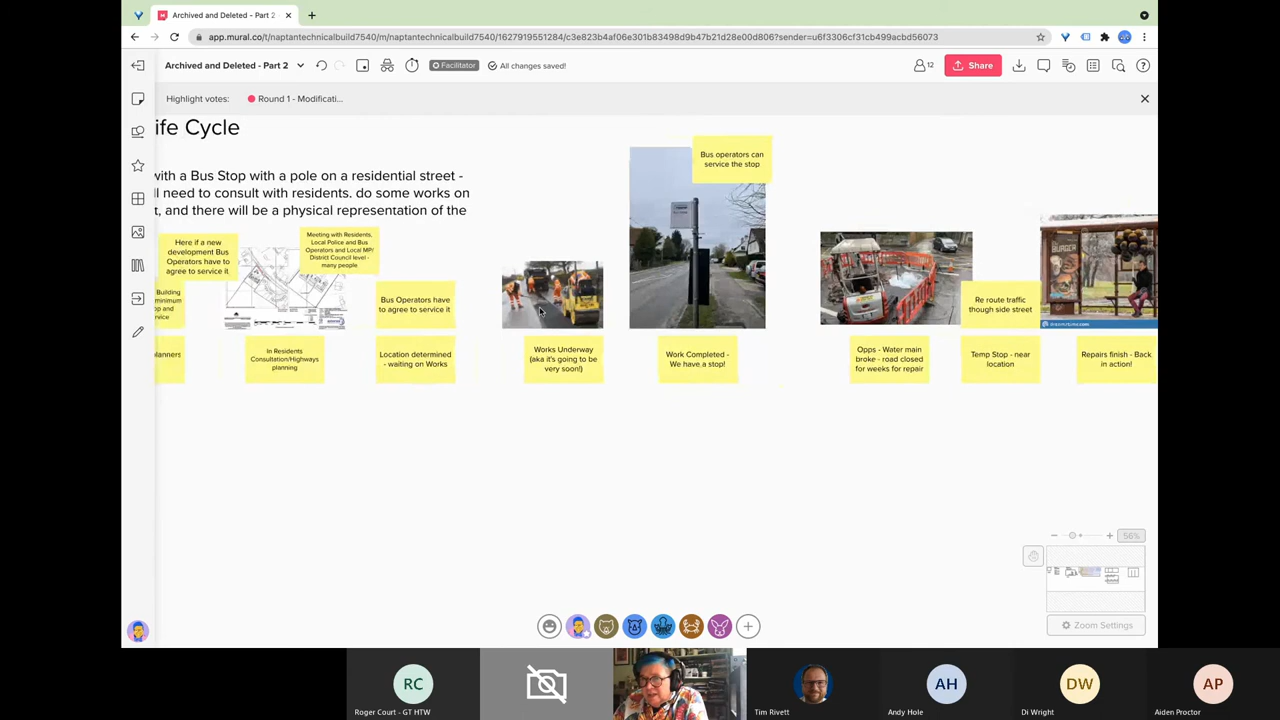 Archived and Deleted - Part 2 -
app.mural.co/t/naptantechnicalbuild7540/m/naptantechnicalbuild7540/1627919551284/c3e823b4af06e301b83498d9b47b21d28e00d806?sender=u6f3306cf31cb499acbd56073
Archived and Deleted - Part 2
Facilitator
All changes saved!
12
Share
Highlight votes:
Round 1 - Modificati...
ife Cycle
with a Bus Stop with a pole on a residential street -
ll need to consult with residents. do some works on
t, and there will be a physical representation of the
Bus operators can
service the stop
Here if a new
development Bus
Operators have to
agree to service it
Meeting with Residents,
Local Police and Bus
Operators and Local MP/
District Council level -
many people
Building
minimum
op and
rvice
Bus Operators have
to agree to service it
Re route traffic
though side street
BURGER
lanners
In Residents
Consultation/Highways
planning
Location determined
- waiting on Works
Works Underway
(aka it's going to be
very soon!)
Work Completed -
We have a stop!
Opps - Water main
broke - road closed
for weeks for repair
Temp Stop - near
location
Repairs finish - Back
in action!
56%
Zoom Settings
RC
Roger Court - GT HTW
Tim Rivett
AH
Andy Hole
DW
Di Wright
AP
Aiden Proctor